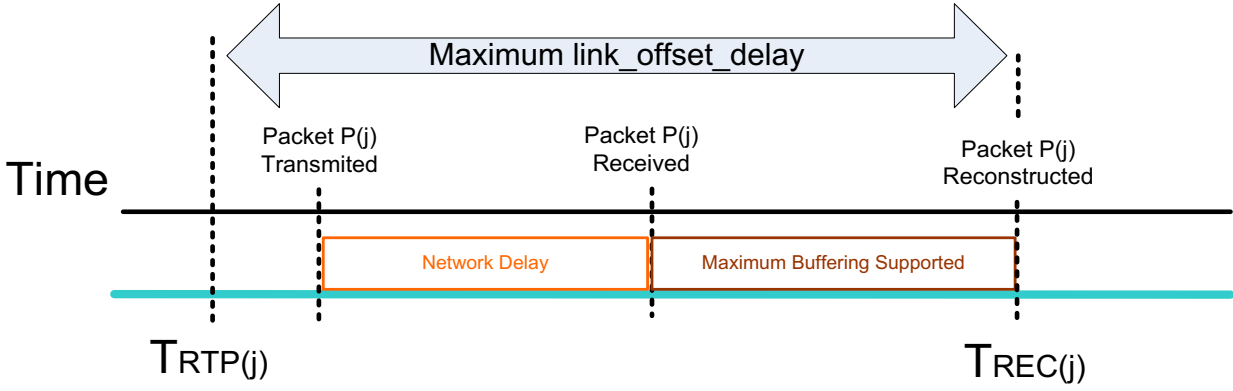 Maximum link_offset_delay
Packet P(j)
Transmited
Packet P(j)
Received
Packet P(j)
Reconstructed
Time
Network Delay
Maximum Buffering Supported
TRTP(j)
TREC(j)